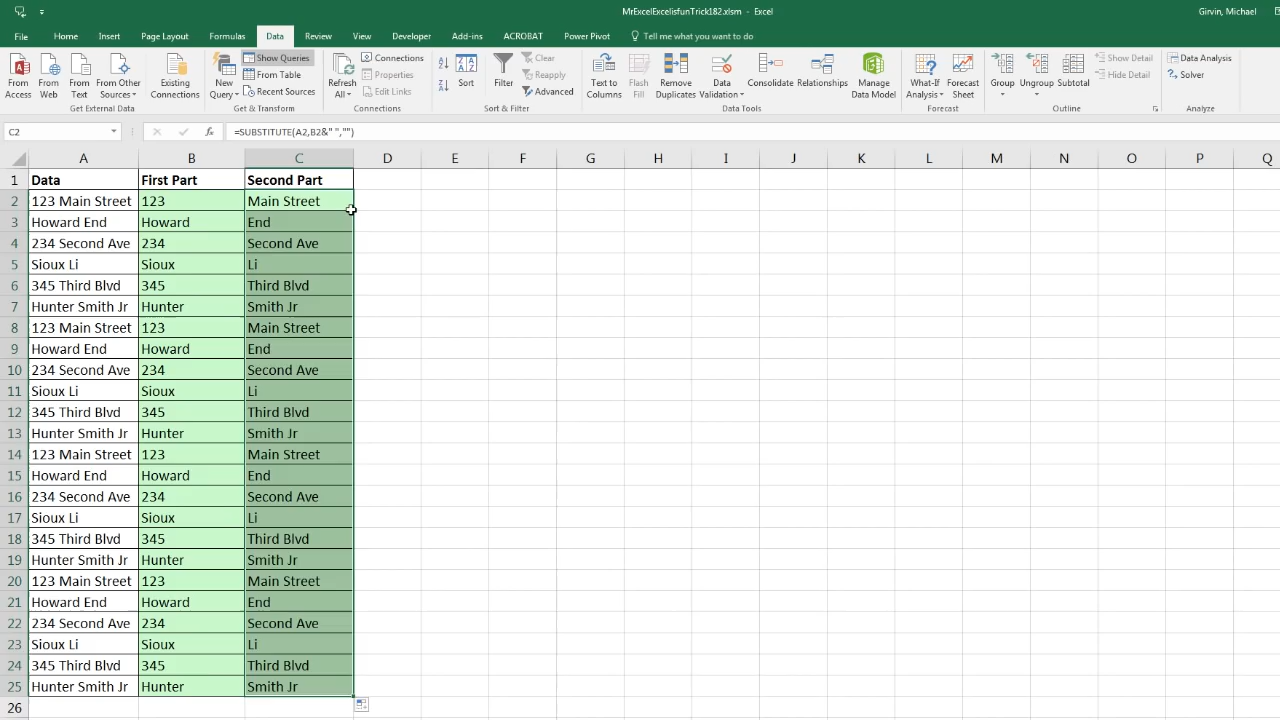 MrExcelExcelisfunTrick182.xlsm - Excel
Girvin, Michael
File Home Insert Page Layout Formulas Data Review View Developer Add-ins ACROBAT Power Pivot Tell me what you want to do
From Access
From Web
From Text
From Other Sources
Get External Data
Existing Connections
New Query
Show Queries
From Table
Recent Sources
Get & Transform
Refresh All
Connections
Properties
Edit Links
Connections
Sort
Filter
Clear
Reapply
Advanced
Sort & Filter
Text to Columns
Flash Fill
Remove Duplicates
Data Validation
Consolidate
Relationships
Manage Data Model
Data Tools
What-If Analysis
Forecast Sheet
Forecast
Group
Ungroup
Subtotal
Show Detail
Hide Detail
Outline
Data Analysis
Solver
Analyze
C2 fx =SUBSTITUTE(A2,B2&" ","")
A B C D E F G H I J K L M N O P Q
1 Data First Part Second Part
2 123 Main Street 123 Main Street
3 Howard End Howard End
4 234 Second Ave 234 Second Ave
5 Sioux Li Sioux Li
6 345 Third Blvd 345 Third Blvd
7 Hunter Smith Jr Hunter Smith Jr
8 123 Main Street 123 Main Street
9 Howard End Howard End
10 234 Second Ave 234 Second Ave
11 Sioux Li Sioux Li
12 345 Third Blvd 345 Third Blvd
13 Hunter Smith Jr Hunter Smith Jr
14 123 Main Street 123 Main Street
15 Howard End Howard End
16 234 Second Ave 234 Second Ave
17 Sioux Li Sioux Li
18 345 Third Blvd 345 Third Blvd
19 Hunter Smith Jr Hunter Smith Jr
20 123 Main Street 123 Main Street
21 Howard End Howard End
22 234 Second Ave 234 Second Ave
23 Sioux Li Sioux Li
24 345 Third Blvd 345 Third Blvd
25 Hunter Smith Jr Hunter Smith Jr
26